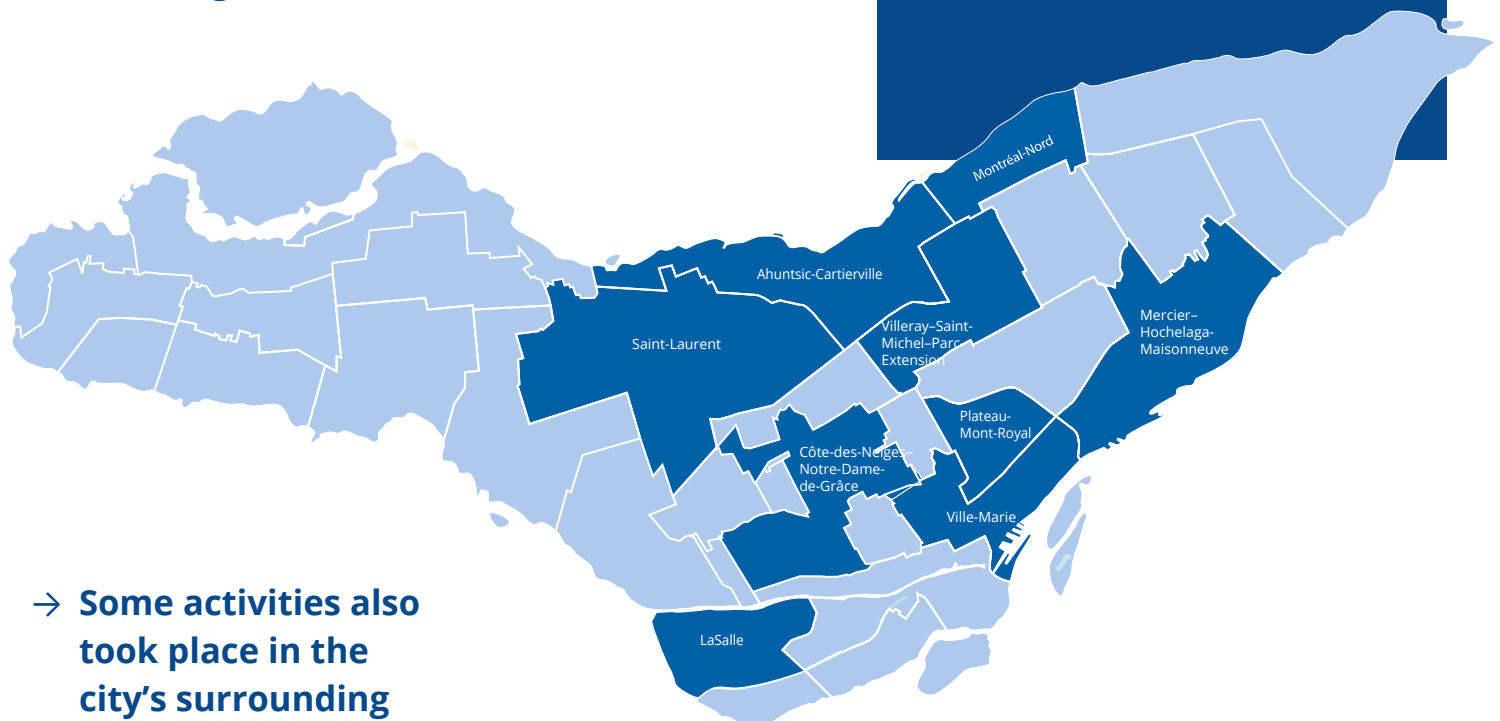 Montréal-Nord
Ahuntsic-Cartierville
Saint-Laurent
Villeray–Saint-
Michel–Parc
Extension
Mercier–
Hochelaga-
Maisonneuve
Plateau-
Mont-Royal
Côte-des-Neiges–
Notre-Dame-
de-Grâce
Ville-Marie
LaSalle
→ Some activities also
took place in the
city’s surrounding